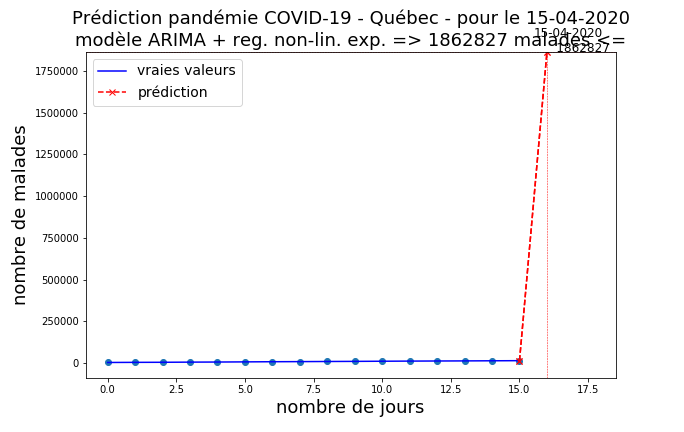 Prédiction pandémie COVID-19 - Québec - pour le 15-04-2020
modèle ARIMA + reg. non-lin. exp. => 1862827 malades <=
15-04-2020
1862827
vraies valeurs
prédiction
nombre de malades
1750000
1500000
1250000
1000000
750000
500000
250000
0
0.0 2.5 5.0 7.5 10.0 12.5 15.0 17.5
nombre de jours